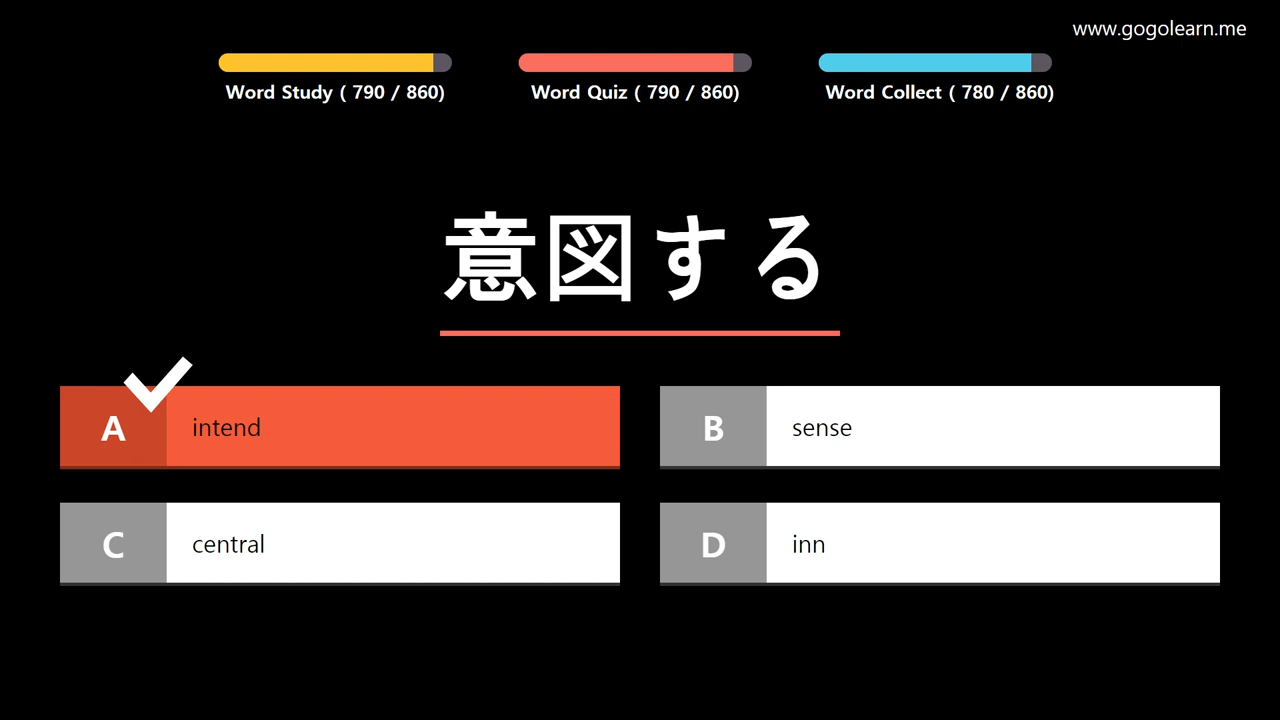 www.gogolearn.me
Word Study ( 790 / 860)
Word Quiz ( 790 / 860)
Word Collect ( 780 / 860)
意図する
A intend
B sense
C central
D inn